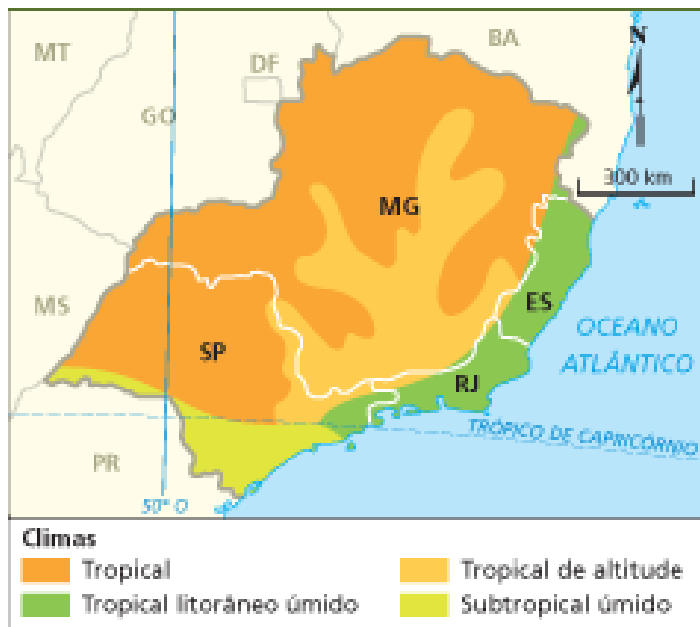 MT
BA
N
DF
GO
300 km
MG
MS
ES
OCEANO
ATLÂNTICO
SP
RJ
TRÓPICO DE CAPRICÓRNIO
PR
50° O
Climas
Tropical
Tropical de altitude
Tropical litorâneo úmido
Subtropical úmido